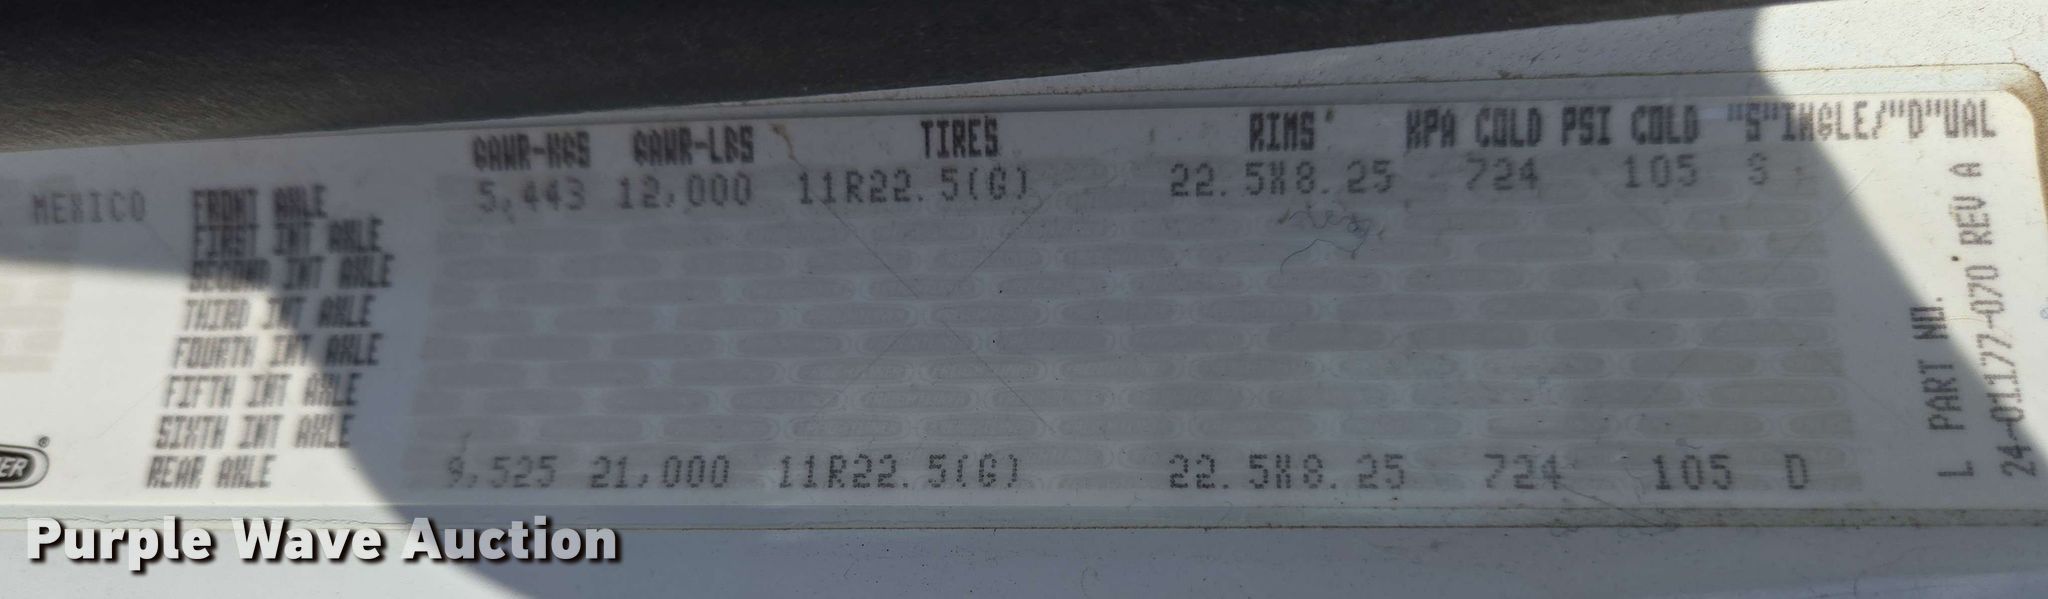 GAWR-KGS GAWR-LBS TIRES RIMS KPA COLD PSI COLD "S"INGLE/"D"UAL
MEXICO FRONT AXLE 5,443 12,000 11R22.5(G) 22.5X8.25 724 105 S
FIRST INT AXLE
SECOND INT AXLE
THIRD INT AXLE
FOURTH INT AXLE
FIFTH INT AXLE
SIXTH INT AXLE
REAR AXLE 9,525 21,000 11R22.5(G) 22.5X8.25 724 105 D
L PART NO.
24-01177-070 REV A
Purple Wave Auction